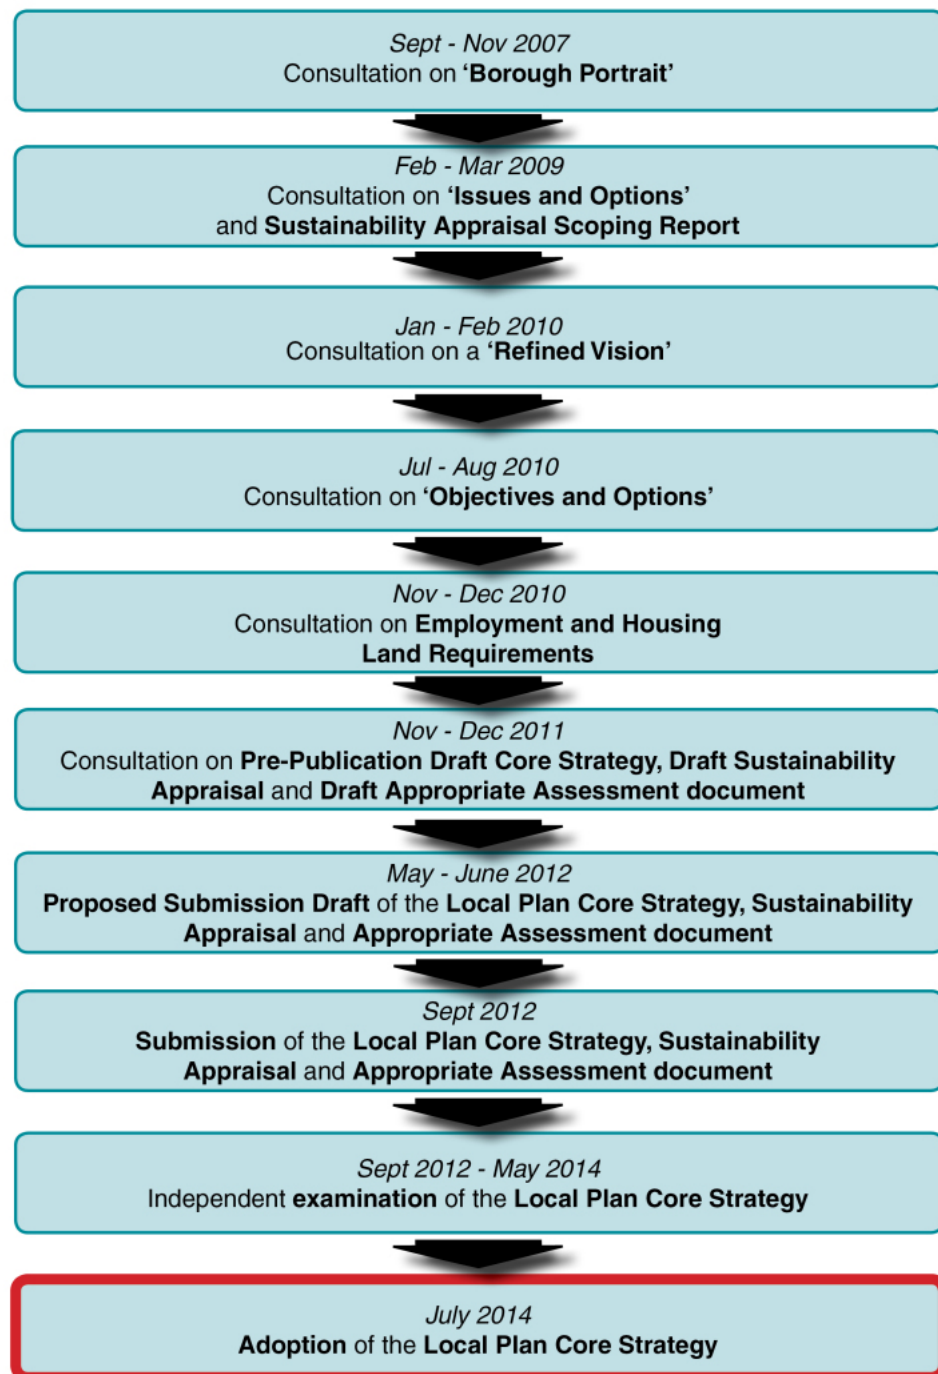 Sept - Nov 2007
Consultation on ‘Borough Portrait’
Feb - Mar 2009
Consultation on ‘Issues and Options’
and Sustainability Appraisal Scoping Report
Jan - Feb 2010
Consultation on a ‘Refined Vision’
Jul - Aug 2010
Consultation on ‘Objectives and Options’
Nov - Dec 2010
Consultation on Employment and Housing
Land Requirements
Nov - Dec 2011
Consultation on Pre-Publication Draft Core Strategy, Draft Sustainability
Appraisal and Draft Appropriate Assessment document
May - June 2012
Proposed Submission Draft of the Local Plan Core Strategy, Sustainability
Appraisal and Appropriate Assessment document
Sept 2012
Submission of the Local Plan Core Strategy, Sustainability
Appraisal and Appropriate Assessment document
Sept 2012 - May 2014
Independent examination of the Local Plan Core Strategy
July 2014
Adoption of the Local Plan Core Strategy